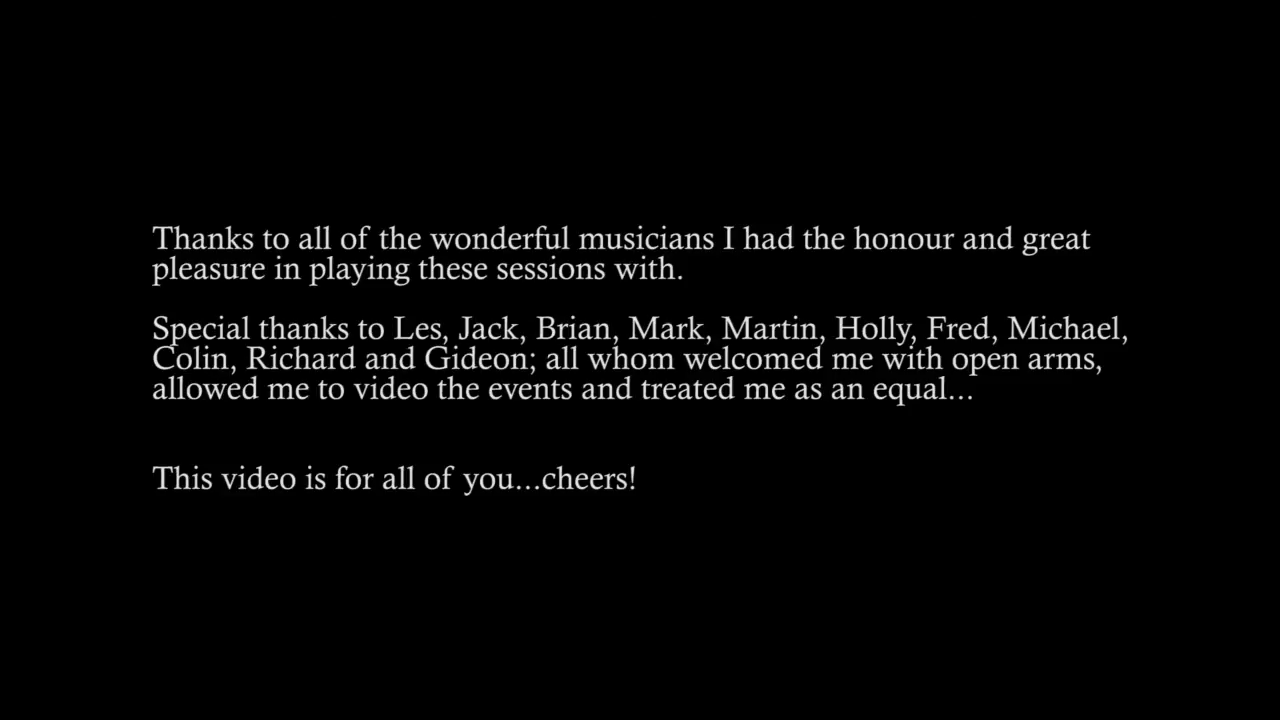 Thanks to all of the wonderful musicians I had the honour and great
pleasure in playing these sessions with.
Special thanks to Les, Jack, Brian, Mark, Martin, Holly, Fred, Michael,
Colin, Richard and Gideon; all whom welcomed me with open arms,
allowed me to video the events and treated me as an equal...
This video is for all of you...cheers!